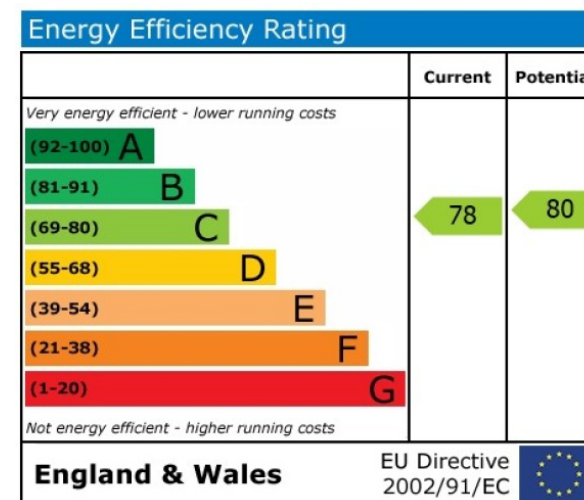 Energy Efficiency Rating
Current Potentia
Very energy efficient - lower running costs
(92-100) A
(81-91) B
(69-80) C
78 80
(55-68) D
(39-54) E
(21-38) F
(1-20) G
Not energy efficient - higher running costs
England & Wales
EU Directive
2002/91/EC